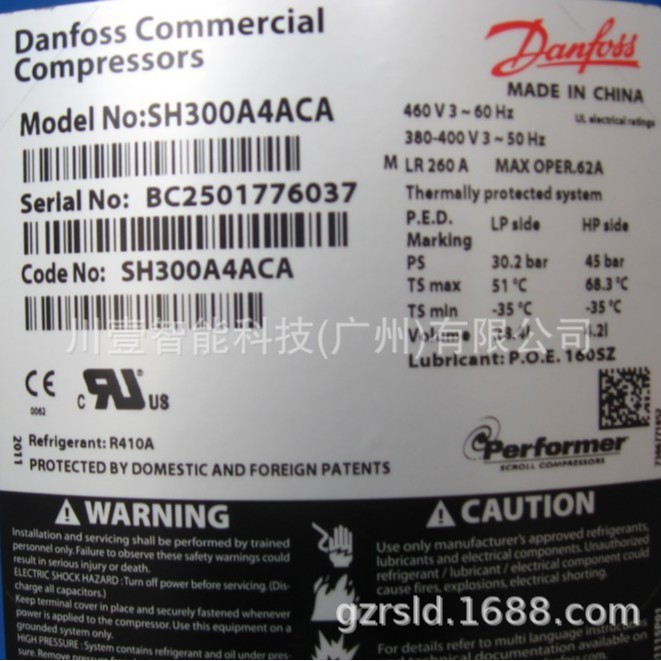 Danfoss Commercial
Compressors
Danfoss
MADE IN CHINA
Model No:SH300A4ACA
460 V 3 ~ 60 Hz
UL electrical ratings
380-400 V 3 ~ 50 Hz
M LR 260 A MAX OPER.62A
Serial No: BC2501776037
Thermally protected system
P.E.D. LP side HP side
Marking
PS 30.2 bar 45 bar
Code No: SH300A4ACA
TS max 51 °C 68.3 °C
TS min -35 °C -35 °C
川壹智能科技(广州)有限公司
Volume
Lubricant: P.O.E. 160SZ
CE
0062
c RU US
2011
Refrigerant: R410A
Performer
SCROLL COMPRESSORS
PROTECTED BY DOMESTIC AND FOREIGN PATENTS
WARNING
Installation and servicing shall be performed by trained
personnel only. Failure to observe these safety warnings could
result in serious injury or death.
ELECTRIC SHOCK HAZARD : Turn off power before servicing. (Dis-
charge all capacitors.)
Keep terminal cover in place and securely fastened whenever
power is applied to the compressor. Use this equipment on a
grounded system only.
HIGH PRESSURE : System contains refrigerant and oil under pres-
sure. Remove pressure
CAUTION
Use only manufacturer's approved refrigerants,
lubricants and electrical components. Unauthorized
refrigerant / lubricant / electrical component could
cause fires, explosions, electrical shorting.
gzrsld.1688.com
For details refer to multi language instructions